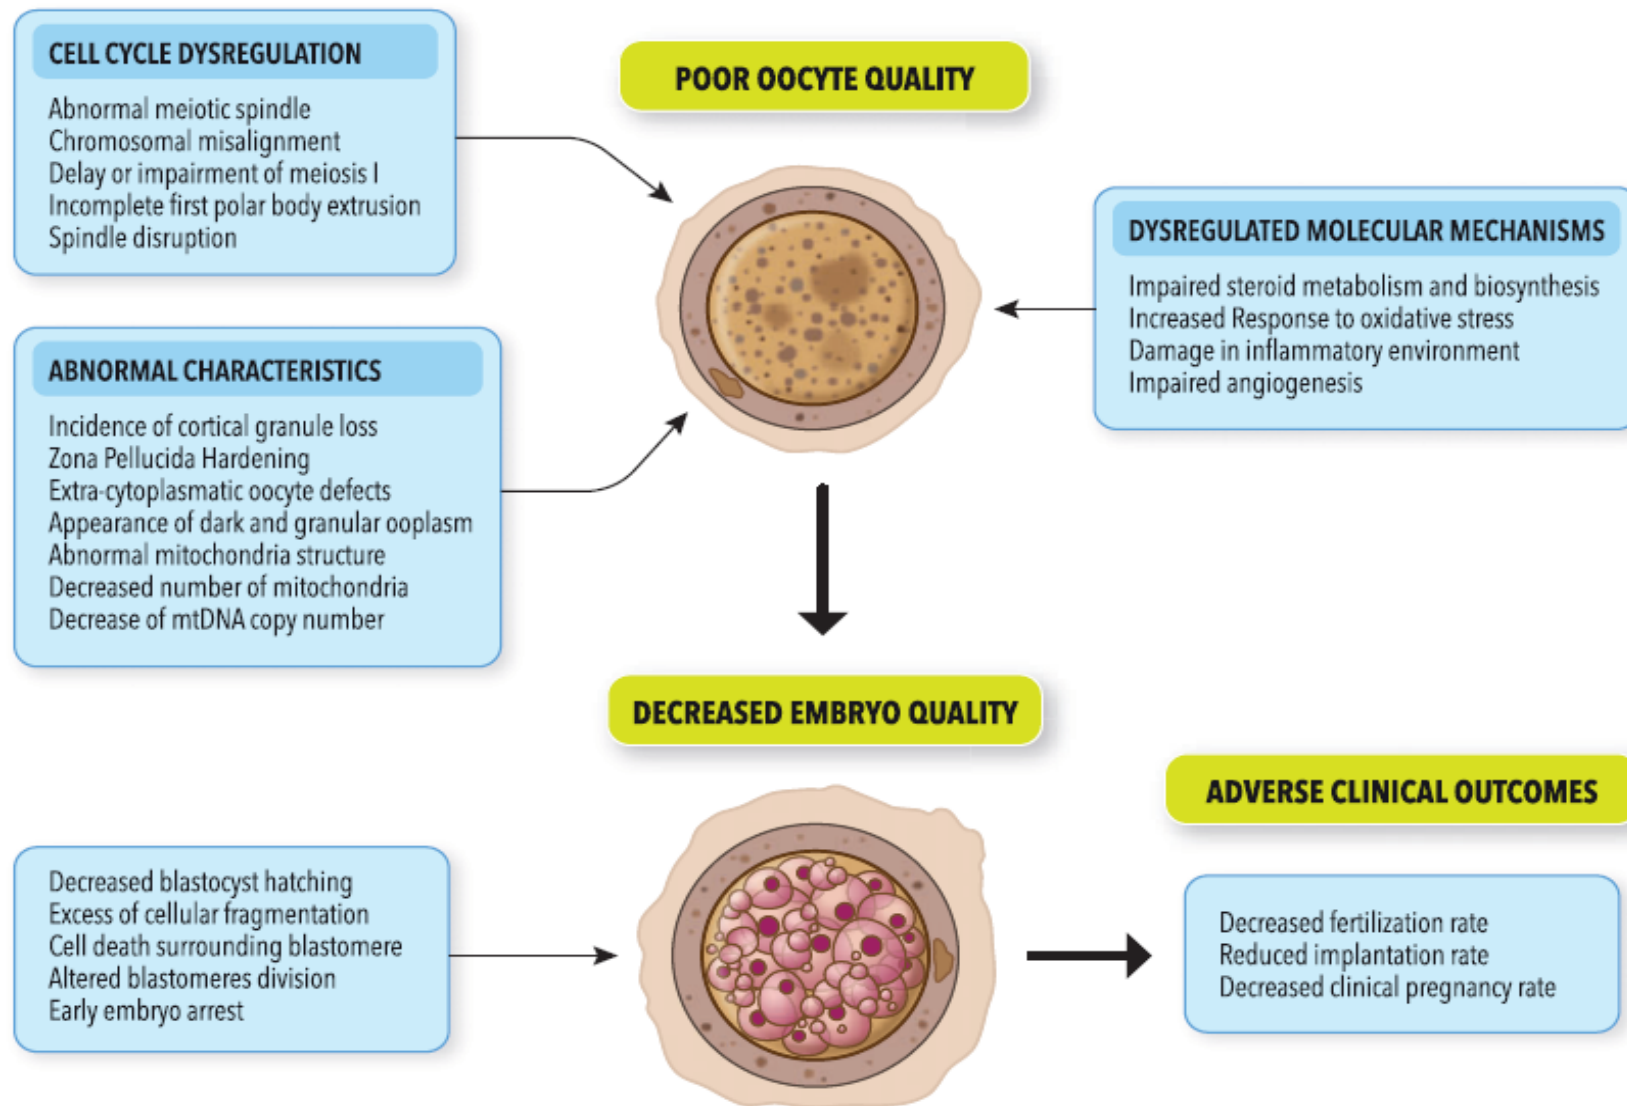 CELL CYCLE DYSREGULATION
Abnormal meiotic spindle
Chromosomal misalignment
Delay or impairment of meiosis I
Incomplete first polar body extrusion
Spindle disruption
POOR OOCYTE QUALITY
DYSREGULATED MOLECULAR MECHANISMS
Impaired steroid metabolism and biosynthesis
Increased Response to oxidative stress
Damage in inflammatory environment
Impaired angiogenesis
ABNORMAL CHARACTERISTICS
Incidence of cortical granule loss
Zona Pellucida Hardening
Extra-cytoplasmatic oocyte defects
Appearance of dark and granular ooplasm
Abnormal mitochondria structure
Decreased number of mitochondria
Decrease of mtDNA copy number
DECREASED EMBRYO QUALITY
Decreased blastocyst hatching
Excess of cellular fragmentation
Cell death surrounding blastomere
Altered blastomeres division
Early embryo arrest
ADVERSE CLINICAL OUTCOMES
Decreased fertilization rate
Reduced implantation rate
Decreased clinical pregnancy rate